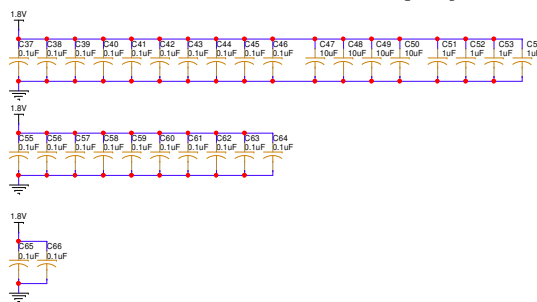 1.8V
C37 C38 C39 C40 C41 C42 C43 C44 C45 C46 C47 C48 C49 C50 C51 C52 C53
0.1uF 0.1uF 0.1uF 0.1uF 0.1uF 0.1uF 0.1uF 0.1uF 0.1uF 0.1uF 10uF 10uF 10uF 10uF 1uF 1uF 1uF
1.8V
C55 C56 C57 C58 C59 C60 C61 C62 C63 C64
0.1uF 0.1uF 0.1uF 0.1uF 0.1uF 0.1uF 0.1uF 0.1uF 0.1uF 0.1uF
1.8V
C65 C66
0.1uF 0.1uF